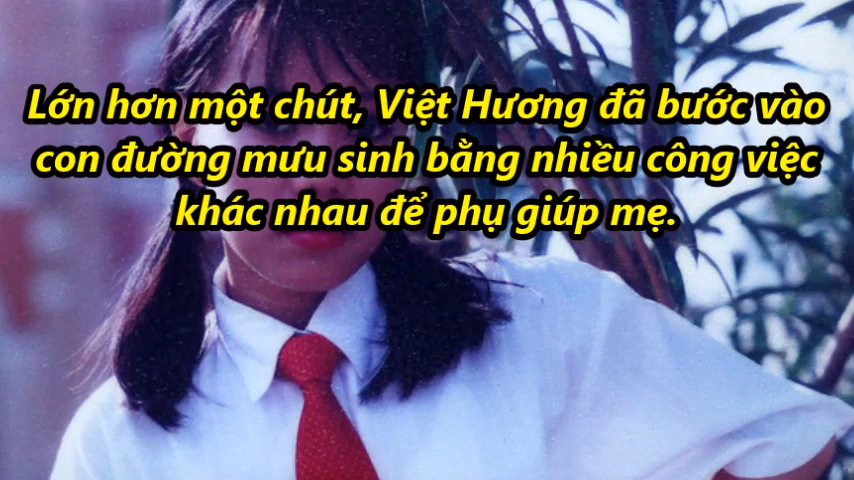 Lớn hơn một chút, Việt Hương đã bước vào
con đường mưu sinh bằng nhiều công việc
khác nhau để phụ giúp mẹ.